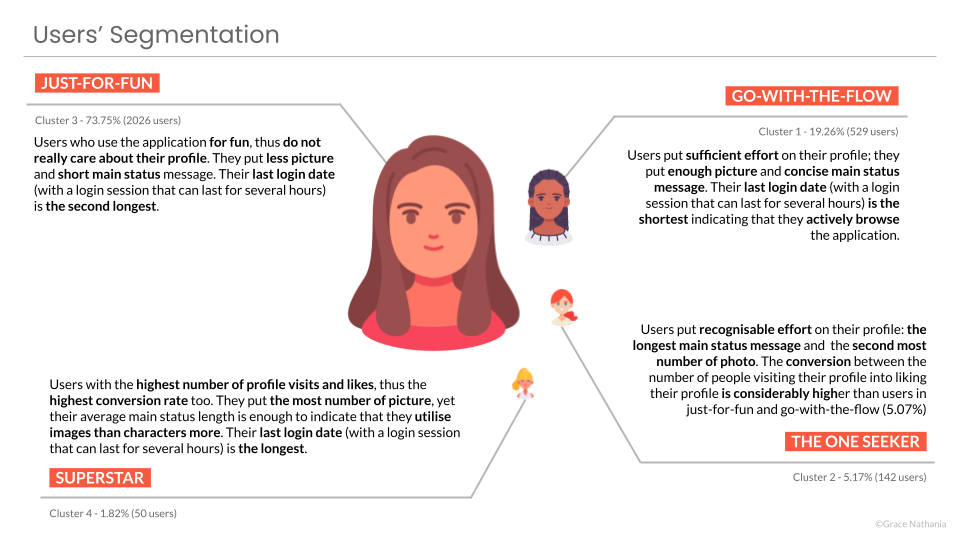 Users’ Segmentation
JUST-FOR-FUN
Cluster 3 - 73.75% (2026 users)
Users who use the application for fun, thus do not
really care about their profile. They put less picture
and short main status message. Their last login date
(with a login session that can last for several hours)
is the second longest.
GO-WITH-THE-FLOW
Cluster 1 - 19.26% (529 users)
Users put sufficient effort on their profile; they
put enough picture and concise main status
message. Their last login date (with a login
session that can last for several hours) is the
shortest indicating that they actively browse
the application.
Users put recognisable effort on their profile: the
longest main status message and the second most
number of photo. The conversion between the
number of people visiting their profile into liking
their profile is considerably higher than users in
just-for-fun and go-with-the-flow (5.07%)
THE ONE SEEKER
Cluster 2 - 5.17% (142 users)
Users with the highest number of profile visits and likes, thus the
highest conversion rate too. They put the most number of picture, yet
their average main status length is enough to indicate that they utilise
images than characters more. Their last login date (with a login session
that can last for several hours) is the longest.
SUPERSTAR
Cluster 4 - 1.82% (50 users)
©Grace Nathania